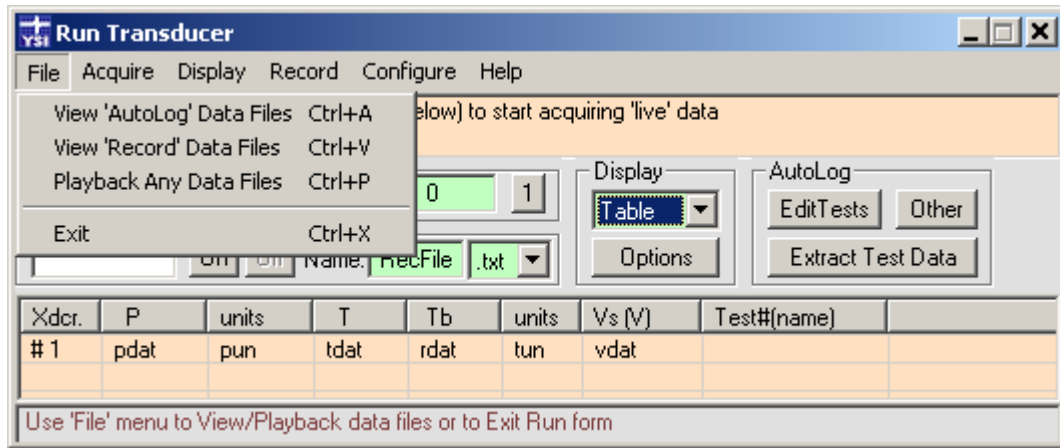 YSI Run Transducer
File Acquire Display Record Configure Help
View 'AutoLog' Data Files Ctrl+A
elow) to start acquiring 'live' data
View 'Record' Data Files Ctrl+V
Playback Any Data Files Ctrl+P
Exit Ctrl+X
0 1
Display
Table
Options
AutoLog
EditTests Other
Extract Test Data
On Off Name: RecFile .txt
Xdcr. P units T Tb units Vs (V) Test#(name)
# 1 pdat pun tdat rdat tun vdat
Use 'File' menu to View/Playback data files or to Exit Run form